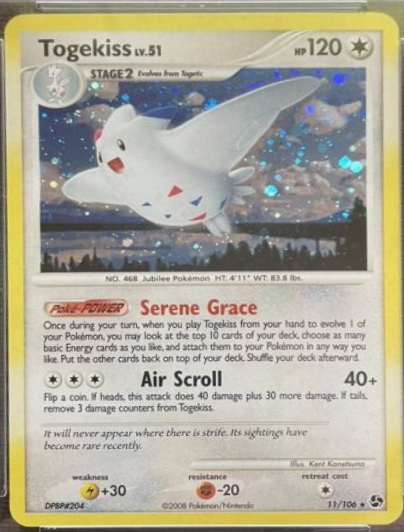 Togekiss LV.51 HP 120
STAGE 2 Evolves from Togetic
NO. 468 Jubilee Pokémon HT: 4'11" WT: 83.8 lbs.
Poké-POWER Serene Grace
Once during your turn, when you play Togekiss from your hand to evolve 1 of
your Pokémon, you may look at the top 10 cards of your deck, choose as many
basic Energy cards as you like, and attach them to your Pokémon in any way you
like. Put the other cards back on top of your deck. Shuffle your deck afterward.
Air Scroll 40+
Flip a coin. If heads, this attack does 40 damage plus 30 more damage. If tails,
remove 3 damage counters from Togekiss.
It will never appear where there is strife. Its sightings have
become rare recently.
Illus. Kent Kanetsuna
weakness resistance retreat cost
+30 -20
DPBP#204 ©2008 Pokémon/Nintendo 11/106